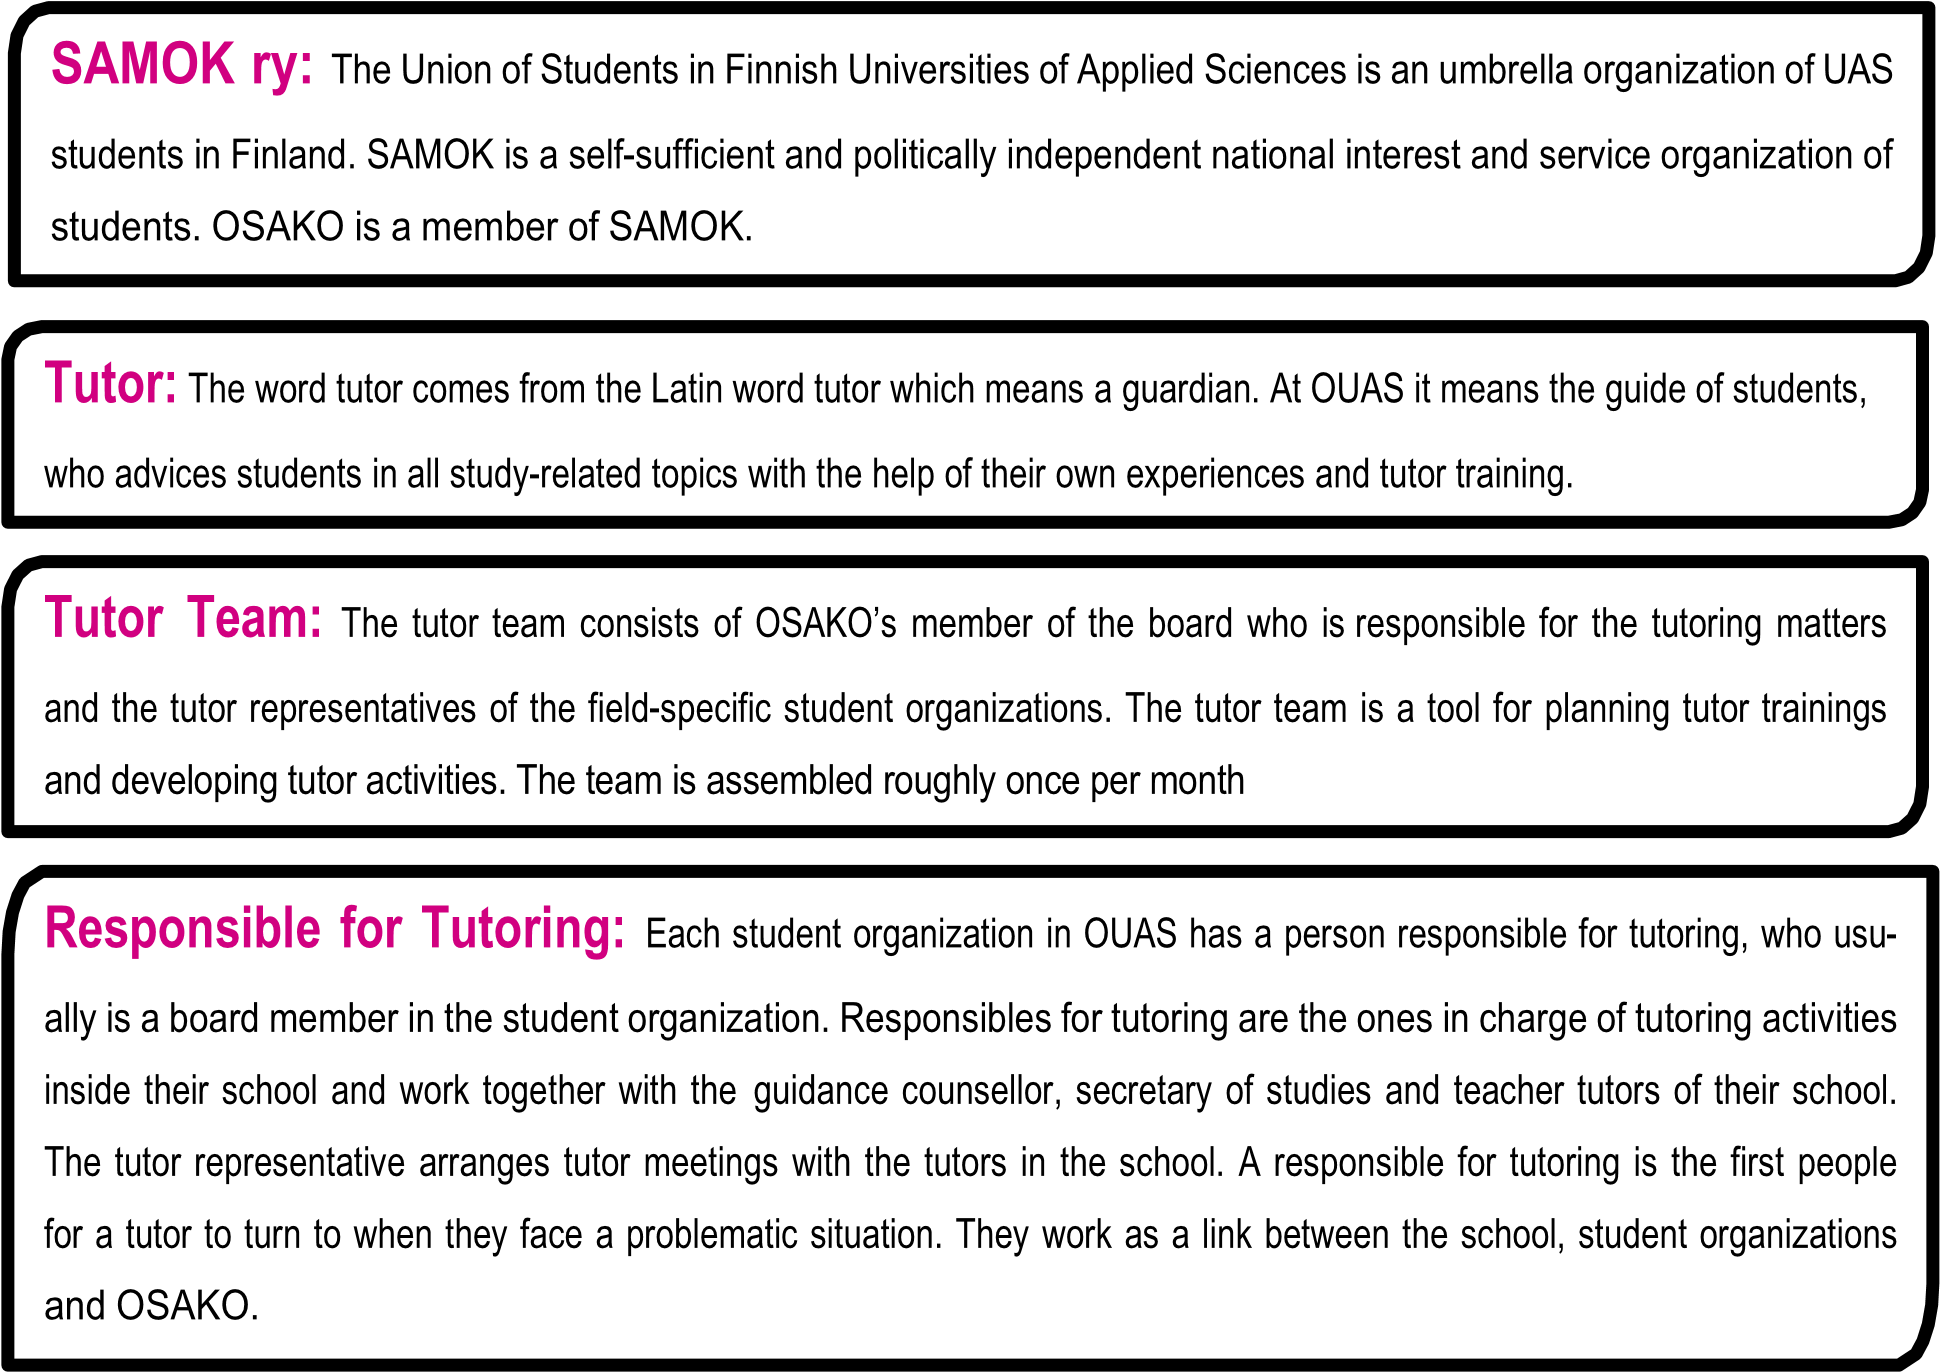 SAMOK ry: The Union of Students in Finnish Universities of Applied Sciences is an umbrella organization of UAS
students in Finland. SAMOK is a self-sufficient and politically independent national interest and service organization of
students. OSAKO is a member of SAMOK.
Tutor: The word tutor comes from the Latin word tutor which means a guardian. At OUAS it means the guide of students,
who advices students in all study-related topics with the help of their own experiences and tutor training.
Tutor Team: The tutor team consists of OSAKO’s member of the board who is responsible for the tutoring matters
and the tutor representatives of the field-specific student organizations. The tutor team is a tool for planning tutor trainings
and developing tutor activities. The team is assembled roughly once per month
Responsible for Tutoring: Each student organization in OUAS has a person responsible for tutoring, who usu-
ally is a board member in the student organization. Responsibles for tutoring are the ones in charge of tutoring activities
inside their school and work together with the guidance counsellor, secretary of studies and teacher tutors of their school.
The tutor representative arranges tutor meetings with the tutors in the school. A responsible for tutoring is the first people
for a tutor to turn to when they face a problematic situation. They work as a link between the school, student organizations
and OSAKO.